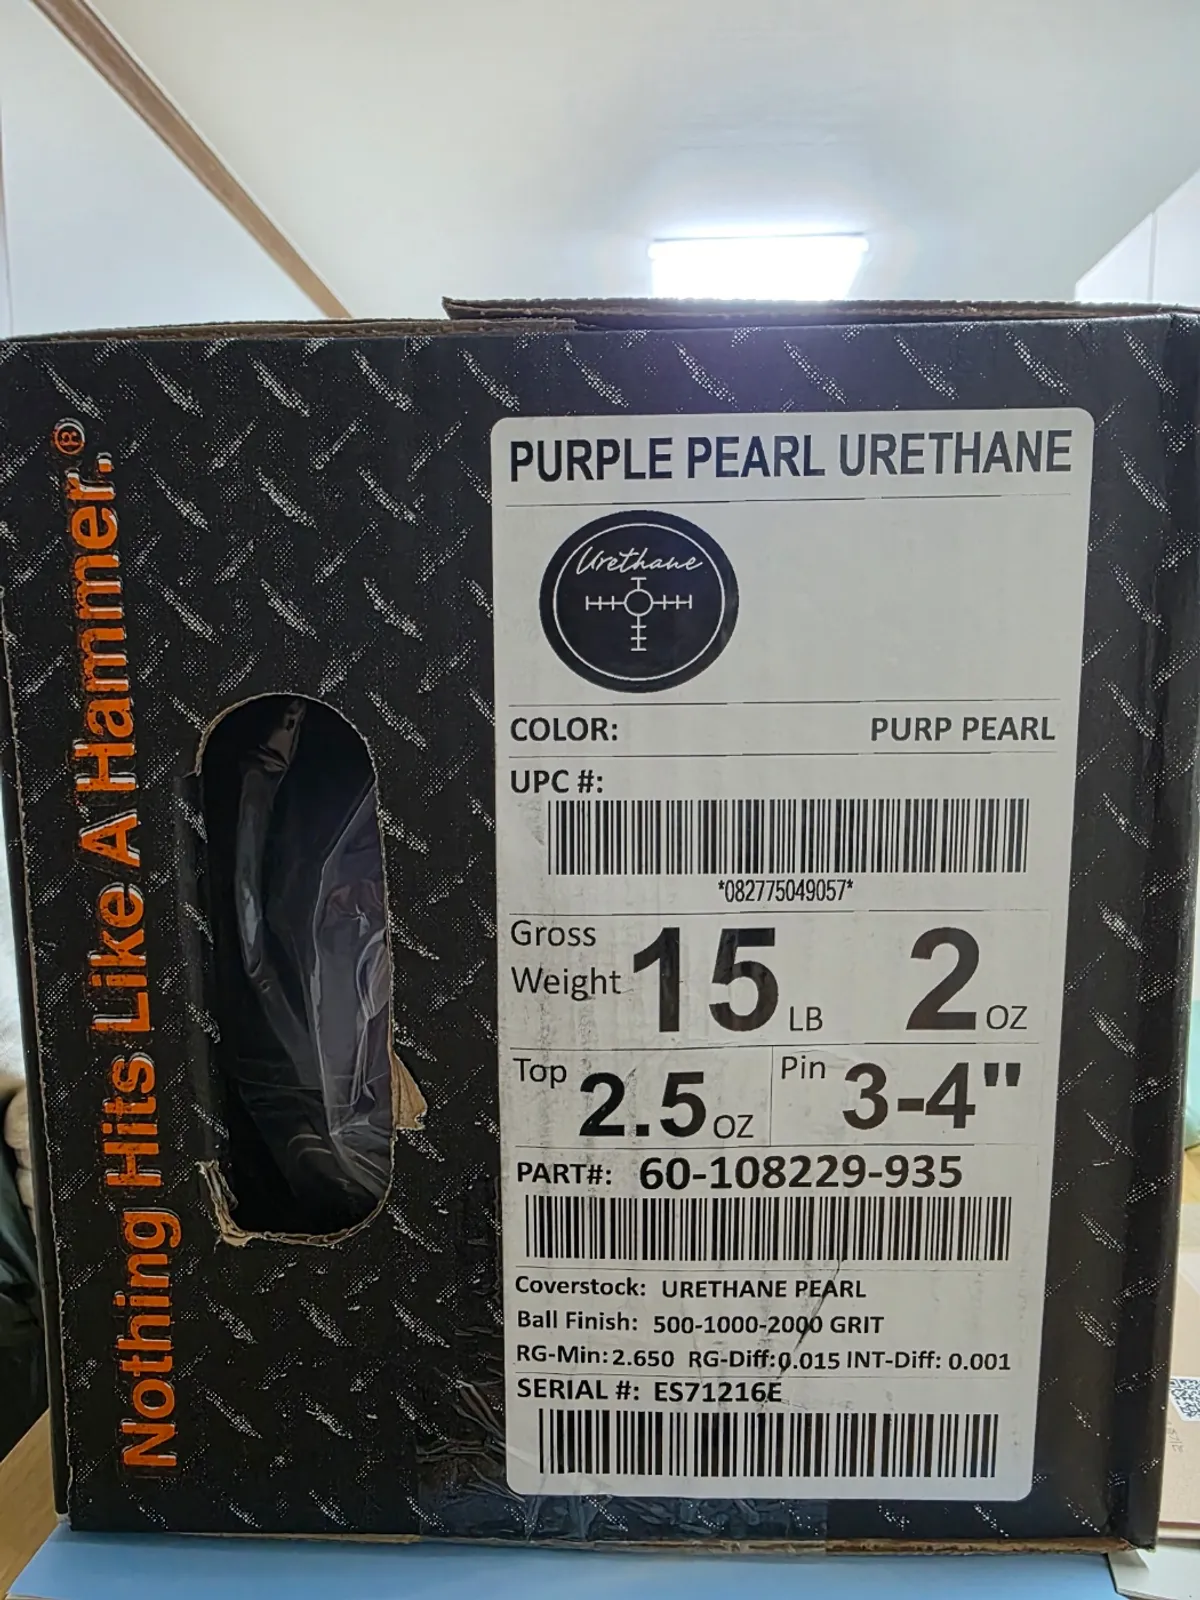 Nothing Hits Like A Hammer.®
PURPLE PEARL URETHANE
Urethane
COLOR: PURP PEARL
UPC #:
*082775049057*
Gross Weight 15 LB 2 OZ
Top 2.5 OZ Pin 3-4"
PART#: 60-108229-935
Coverstock: URETHANE PEARL
Ball Finish: 500-1000-2000 GRIT
RG-Min: 2.650 RG-Diff: 0.015 INT-Diff: 0.001
SERIAL #: ES71216E